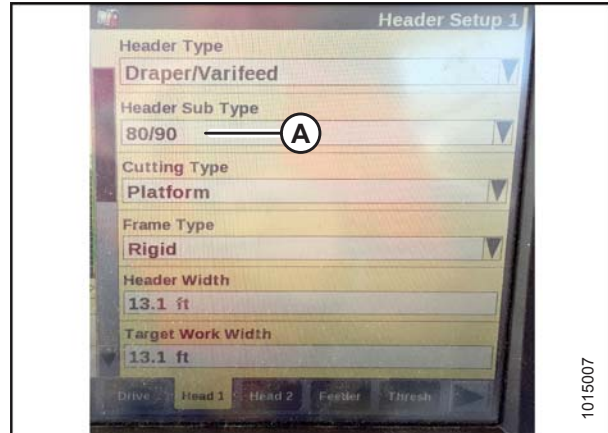 Header Setup 1
Header Type
Draper/Varifeed
Header Sub Type
80/90
A
Cutting Type
Platform
Frame Type
Rigid
Header Width
13.1 ft
Target Work Width
13.1 ft
Drive
Head 1
Head 2
Feeder
Thresh
1015007